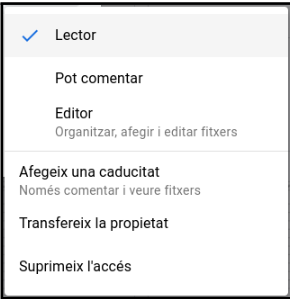 Lector
Pot comentar
Editor
Organitzar, afegir i editar fitxers
Afegeix una caducitat
Només comentar i veure fitxers
Transfereix la propietat
Suprimeix l'accés